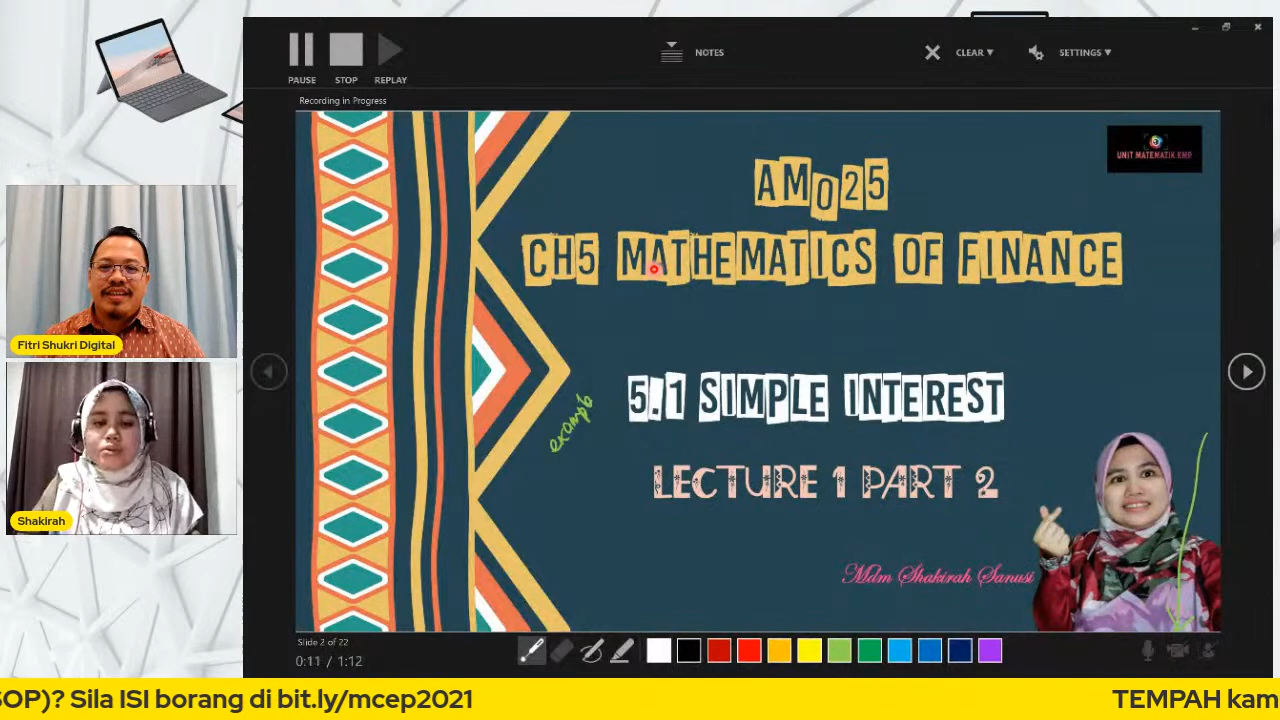 PAUSE
STOP
REPLAY
NOTES
CLEAR
SETTINGS
Recording in Progress
UNIT MATEMATIK KMP
AM025
CH5 MATHEMATICS OF FINANCE
5.1 SIMPLE INTEREST
LECTURE 1 PART 2
example
Mdm Shakirah Sanusi
Fitri Shukri Digital
Shakirah
Slide 2 of 22
0:11 / 1:12
SOP)? Sila ISI borang di bit.ly/mcep2021
TEMPAH kam